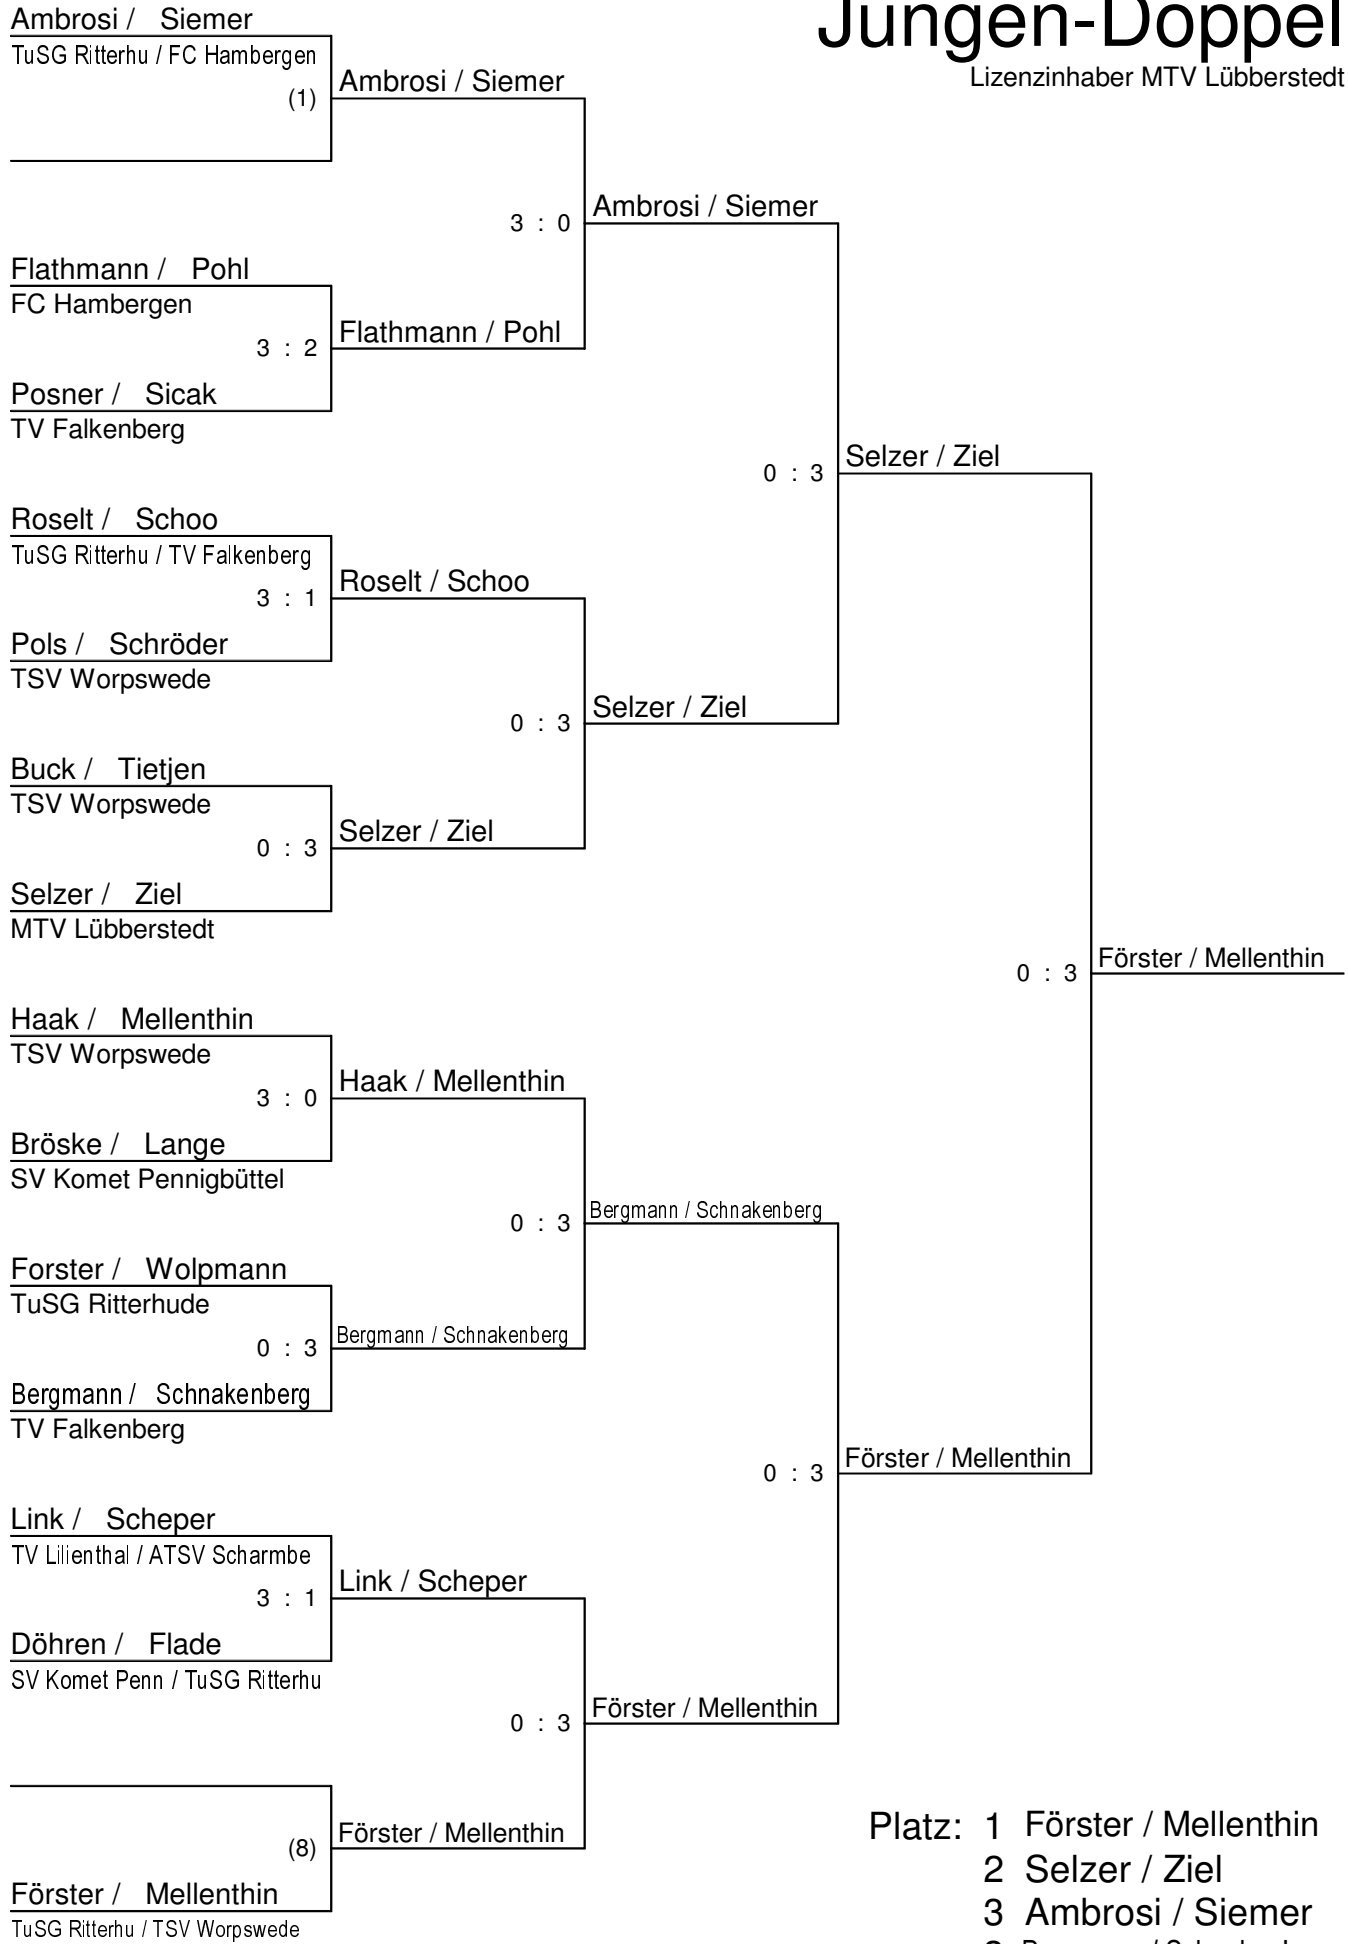 Jungen-Doppel
Lizenzinhaber MTV Lübberstedt
Ambrosi / Siemer
TuSG Ritterhu / FC Hambergen
(1)
Ambrosi / Siemer
3 : 0
Ambrosi / Siemer
Flathmann / Pohl
FC Hambergen
3 : 2
Flathmann / Pohl
Posner / Sicak
TV Falkenberg
0 : 3
Selzer / Ziel
Roselt / Schoo
TuSG Ritterhu / TV Falkenberg
3 : 1
Roselt / Schoo
Pols / Schröder
TSV Worpswede
0 : 3
Selzer / Ziel
Buck / Tietjen
TSV Worpswede
0 : 3
Selzer / Ziel
Selzer / Ziel
MTV Lübberstedt
0 : 3
Förster / Mellenthin
Haak / Mellenthin
TSV Worpswede
3 : 0
Haak / Mellenthin
Bröske / Lange
SV Komet Pennigbüttel
0 : 3
Bergmann / Schnakenberg
Forster / Wolpmann
TuSG Ritterhude
0 : 3
Bergmann / Schnakenberg
Bergmann / Schnakenberg
TV Falkenberg
0 : 3
Förster / Mellenthin
Link / Scheper
TV Lilienthal / ATSV Scharmbe
3 : 1
Link / Scheper
Döhren / Flade
SV Komet Penn / TuSG Ritterhu
0 : 3
Förster / Mellenthin
(8)
Förster / Mellenthin
Förster / Mellenthin
TuSG Ritterhu / TSV Worpswede
Platz: 1 Förster / Mellenthin
2 Selzer / Ziel
3 Ambrosi / Siemer